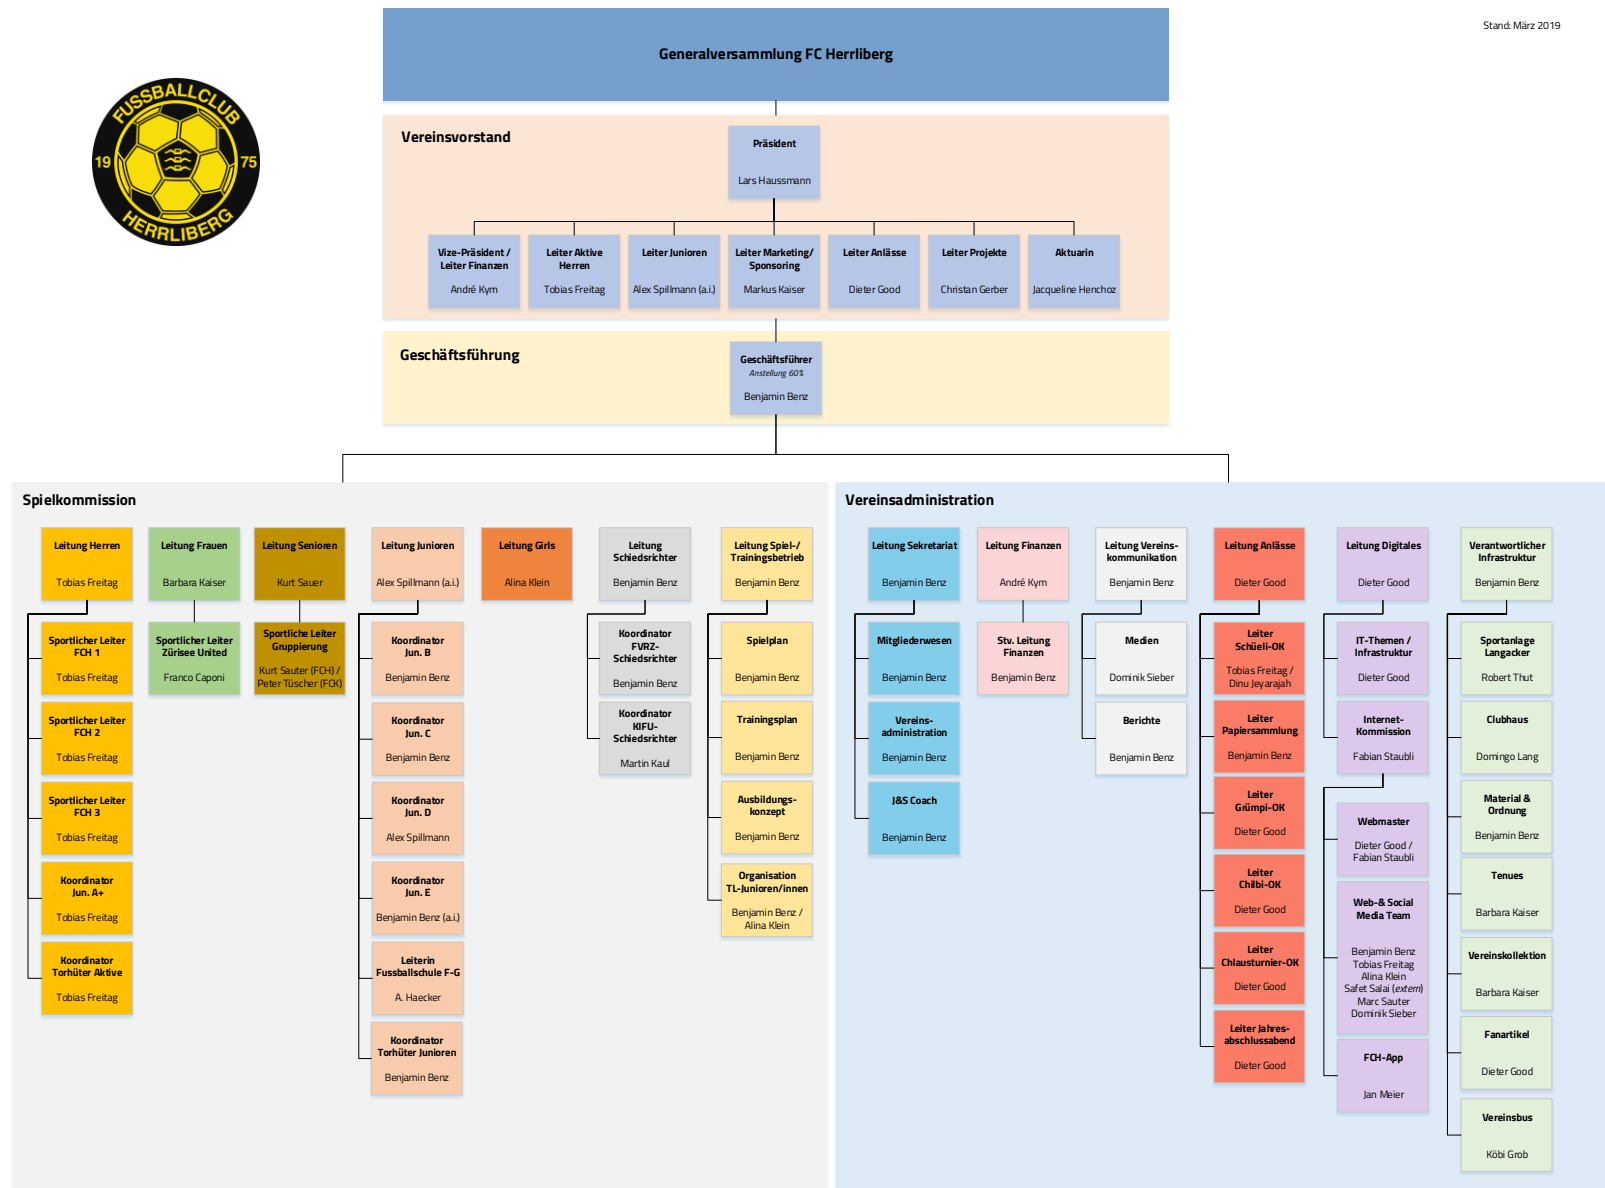 Stand: März 2019
Generalversammlung FC Herrliberg
FUSSBALLCLUB
19
75
HERRLIBERG
Vereinsvorstand
Präsident
Lars Haussmann
Vize-Präsident /
Leiter Finanzen
André Kym
Leiter Aktive
Herren
Tobias Freitag
Leiter Junioren
Alex Spillmann (a.i.)
Leiter Marketing/
Sponsoring
Markus Kaiser
Leiter Anlässe
Dieter Good
Leiter Projekte
Christan Gerber
Aktuarin
Jacqueline Henchoz
Geschäftsführung
Geschäftsführer
Anstellung 60%
Benjamin Benz
Spielkommission
Leitung Herren
Tobias Freitag
Sportlicher Leiter
FCH 1
Tobias Freitag
Sportlicher Leiter
FCH 2
Tobias Freitag
Sportlicher Leiter
FCH 3
Tobias Freitag
Koordinator
Jun. A+
Tobias Freitag
Koordinator
Torhüter Aktive
Tobias Freitag
Leitung Frauen
Barbara Kaiser
Sportlicher Leiter
Zürisee United
Franco Caponi
Leitung Senioren
Kurt Sauer
Sportliche Leiter
Gruppierung
Kurt Sauter (FCH) /
Peter Tüscher (FCK)
Leitung Junioren
Alex Spillmann (a.i.)
Koordinator
Jun. B
Benjamin Benz
Koordinator
Jun. C
Benjamin Benz
Koordinator
Jun. D
Alex Spillmann
Koordinator
Jun. E
Benjamin Benz (a.i.)
Leiterin
Fussballschule F-G
A. Haecker
Koordinator
Torhüter Junioren
Benjamin Benz
Leitung Girls
Alina Klein
Leitung
Schiedsrichter
Benjamin Benz
Koordinator
FVRZ-
Schiedsrichter
Benjamin Benz
Koordinator
KIFU-
Schiedsrichter
Martin Kaul
Leitung Spiel-/
Trainingsbetrieb
Benjamin Benz
Spielplan
Benjamin Benz
Trainingsplan
Benjamin Benz
Ausbildungs-
konzept
Benjamin Benz
Organisation
TL-Junioren/innen
Benjamin Benz /
Alina Klein
Vereinsadministration
Leitung Sekretariat
Benjamin Benz
Mitgliederwesen
Benjamin Benz
Vereins-
administration
Benjamin Benz
J&S Coach
Benjamin Benz
Leitung Finanzen
André Kym
Stv. Leitung
Finanzen
Benjamin Benz
Leitung Vereins-
kommunikation
Benjamin Benz
Medien
Dominik Sieber
Berichte
Benjamin Benz
Leitung Anlässe
Dieter Good
Leiter
Schüeli-OK
Tobias Freitag /
Dinu Jeyarajah
Leiter
Papiersammlung
Benjamin Benz
Leiter
Grümpi-OK
Dieter Good
Leiter
Chilbi-OK
Dieter Good
Leiter
Chlausturnier-OK
Dieter Good
Leiter Jahres-
abschlussabend
Dieter Good
Leitung Digitales
Dieter Good
IT-Themen /
Infrastruktur
Dieter Good
Internet-
Kommission
Fabian Staubli
Webmaster
Dieter Good /
Fabian Staubli
Web-& Social
Media Team
Benjamin Benz
Tobias Freitag
Alina Klein
Safet Salai (extern)
Marc Sauter
Dominik Sieber
FCH-App
Jan Meier
Verantwortlicher
Infrastruktur
Benjamin Benz
Sportanlage
Langacker
Robert Thut
Clubhaus
Domingo Lang
Material &
Ordnung
Benjamin Benz
Tenues
Barbara Kaiser
Vereinskollektion
Barbara Kaiser
Fanartikel
Dieter Good
Vereinsbus
Köbi Grob